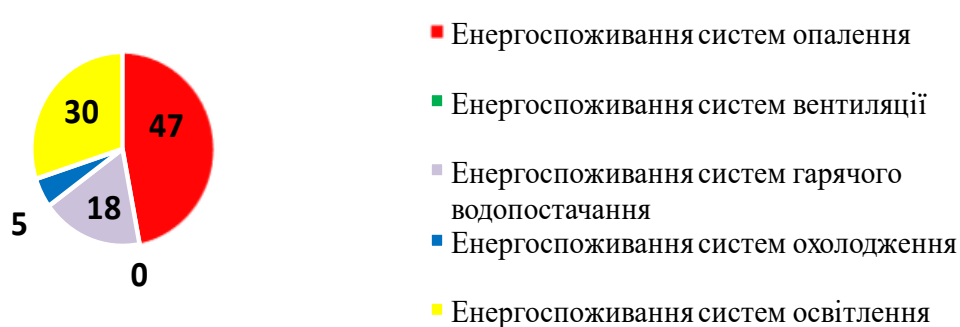 30
47
5
18
0
Енергоспоживання систем опалення
Енергоспоживання систем вентиляції
Енергоспоживання систем гарячого
водопостачання
Енергоспоживання систем охолодження
Енергоспоживання систем освітлення